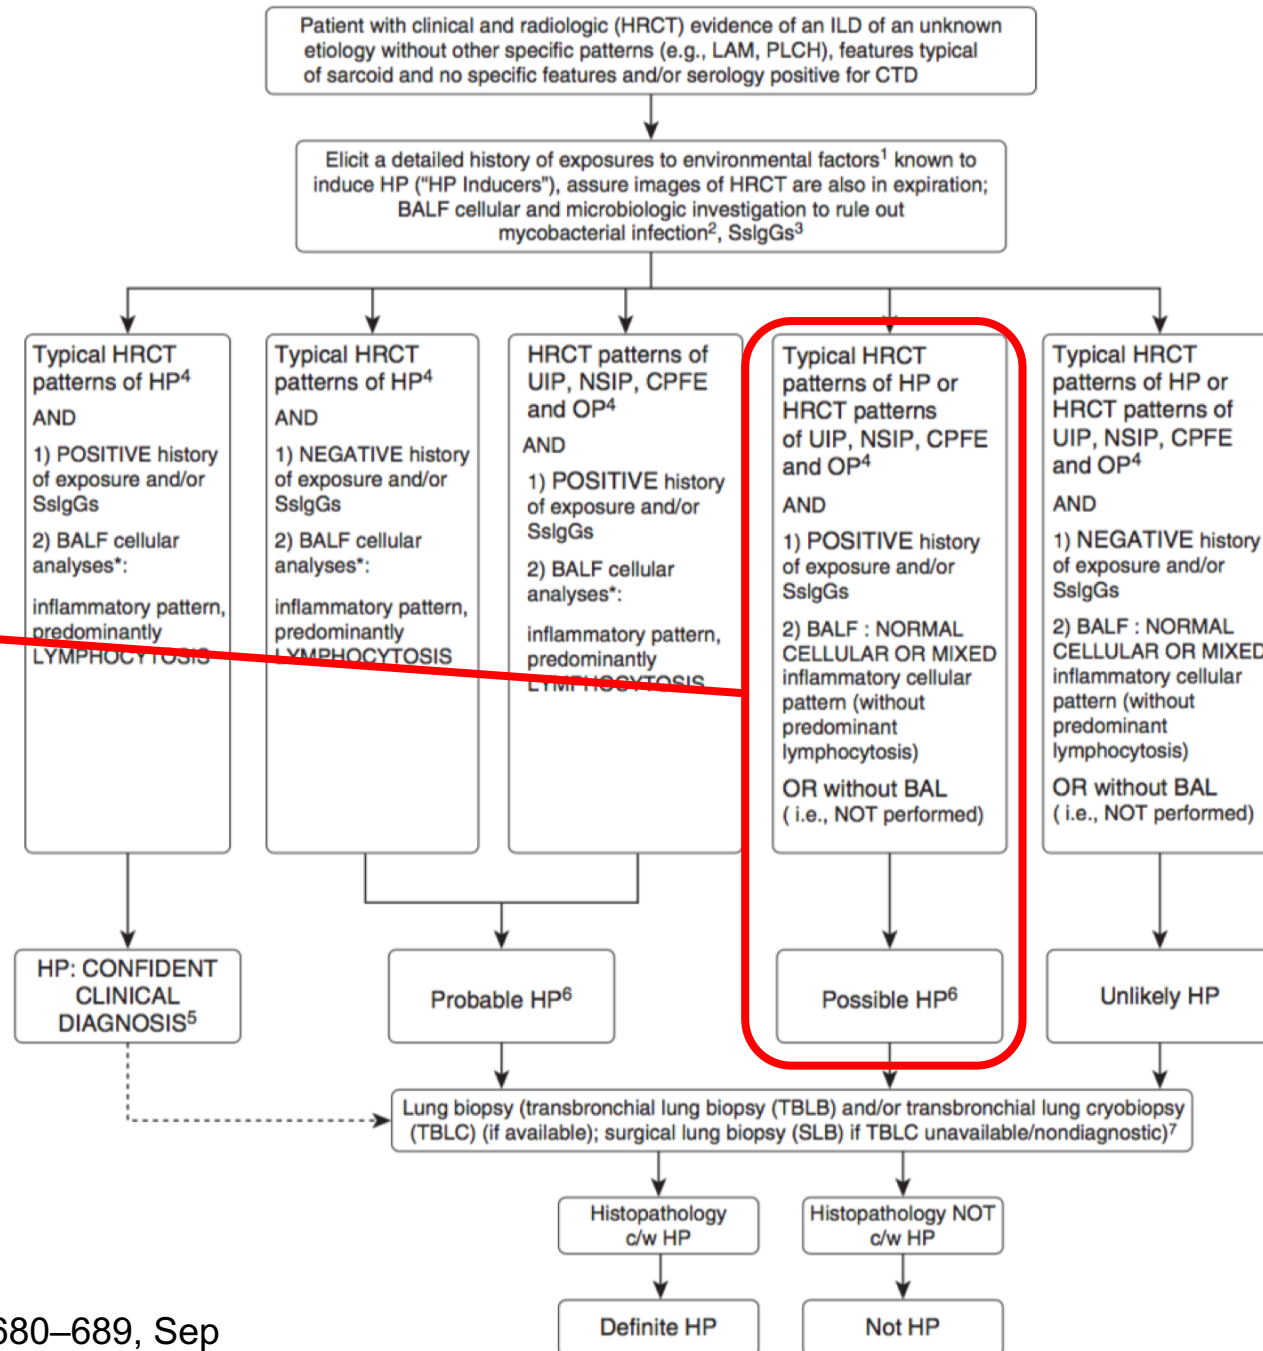 Patient with clinical and radiologic (HRCT) evidence of an ILD of an unknown
etiology without other specific patterns (e.g., LAM, PLCH), features typical
of sarcoid and no specific features and/or serology positive for CTD
Elicit a detailed history of exposures to environmental factors¹ known to
induce HP ("HP Inducers"), assure images of HRCT are also in expiration;
BALF cellular and microbiologic investigation to rule out
mycobacterial infection², SsIgGs³
Typical HRCT
patterns of HP⁴
AND
1) POSITIVE history
of exposure and/or
SsIgGs
2) BALF cellular
analyses*:
inflammatory pattern,
predominantly
LYMPHOCYTOSIS
Typical HRCT
patterns of HP⁴
AND
1) NEGATIVE history
of exposure and/or
SsIgGs
2) BALF cellular
analyses*:
inflammatory pattern,
predominantly
LYMPHOCYTOSIS
HRCT patterns of
UIP, NSIP, CPFE
and OP⁴
AND
1) POSITIVE history
of exposure and/or
SsIgGs
2) BALF cellular
analyses*:
inflammatory pattern,
predominantly
LYMPHOCYTOSIS
Typical HRCT
patterns of HP or
HRCT patterns
of UIP, NSIP, CPFE
and OP⁴
AND
1) POSITIVE history
of exposure and/or
SsIgGs
2) BALF : NORMAL
CELLULAR OR MIXED
inflammatory cellular
pattern (without
predominant
lymphocytosis)
OR without BAL
( i.e., NOT performed)
Typical HRCT
patterns of HP or
HRCT patterns of
UIP, NSIP, CPFE
and OP⁴
AND
1) NEGATIVE history
of exposure and/or
SsIgGs
2) BALF : NORMAL
CELLULAR OR MIXED
inflammatory cellular
pattern (without
predominant
lymphocytosis)
OR without BAL
( i.e., NOT performed)
HP: CONFIDENT
CLINICAL
DIAGNOSIS⁵
Probable HP⁶
Possible HP⁶
Unlikely HP
Lung biopsy (transbronchial lung biopsy (TBLB) and/or transbronchial lung cryobiopsy
(TBLC) (if available); surgical lung biopsy (SLB) if TBLC unavailable/nondiagnostic)⁷
Histopathology
c/w HP
Histopathology NOT
c/w HP
Definite HP
Not HP
680–689, Sep